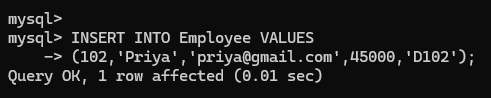 mysql>
mysql> INSERT INTO Employee VALUES
    -> (102,'Priya','priya@gmail.com',45000,'D102');
Query OK, 1 row affected (0.01 sec)